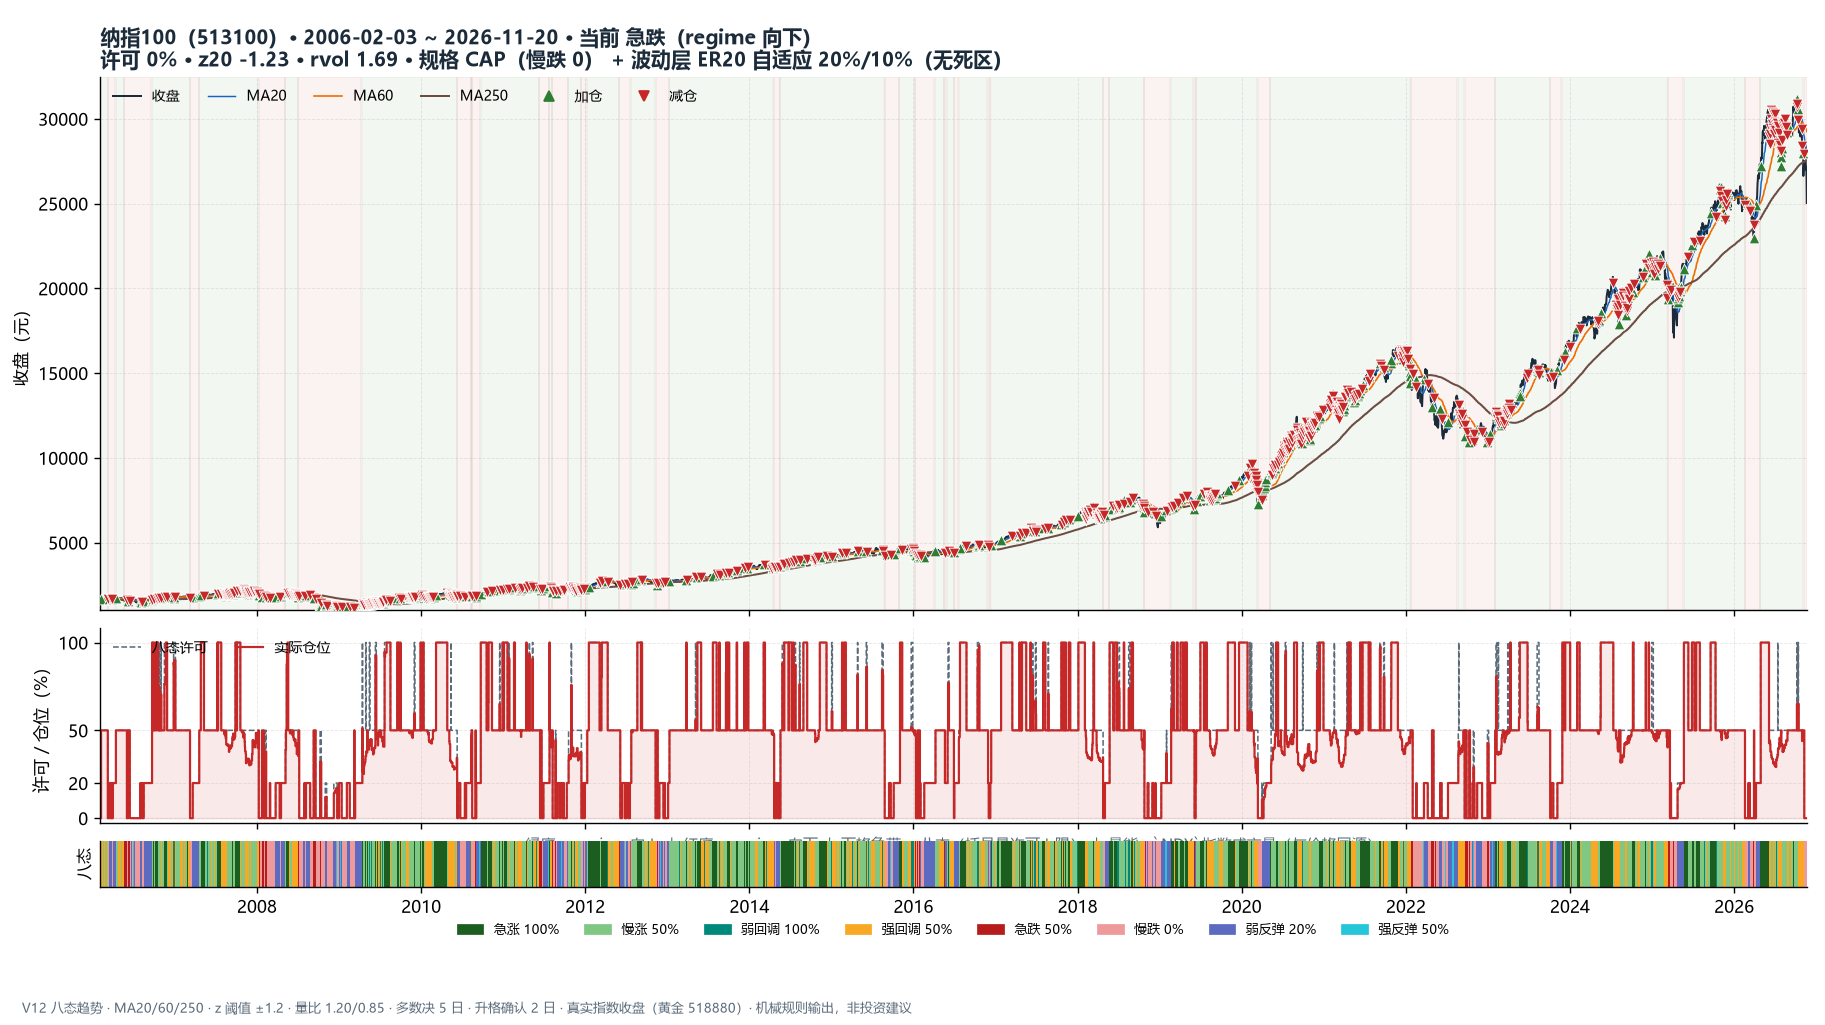 纳指100（513100）• 2006-02-03 ~ 2026-11-20 • 当前 急跌（regime 向下）
许可 0% • z20 -1.23 • rvol 1.69 • 规格 CAP（慢跌 0） + 波动层 ER20 自适应 20%/10%（无死区）
收盘 MA20 MA60 MA250 加仓 减仓
收盘（元）
30000
25000
20000
15000
10000
5000
八态许可 实际仓位
许可 / 仓位（%）
100
50
20
0
八态
2008 2010 2012 2014 2016 2018 2020 2022 2024 2026
急涨 100% 慢涨 50% 弱回调 100% 强回调 50% 急跌 50% 慢跌 0% 弱反弹 20% 强反弹 50%
V12 八态趋势 · MA20/60/250 · z 阈值 ±1.2 · 量比 1.20/0.85 · 多数决 5 日 · 升格确认 2 日 · 真实指数收盘（黄金 518880）· 机械规则输出，非投资建议